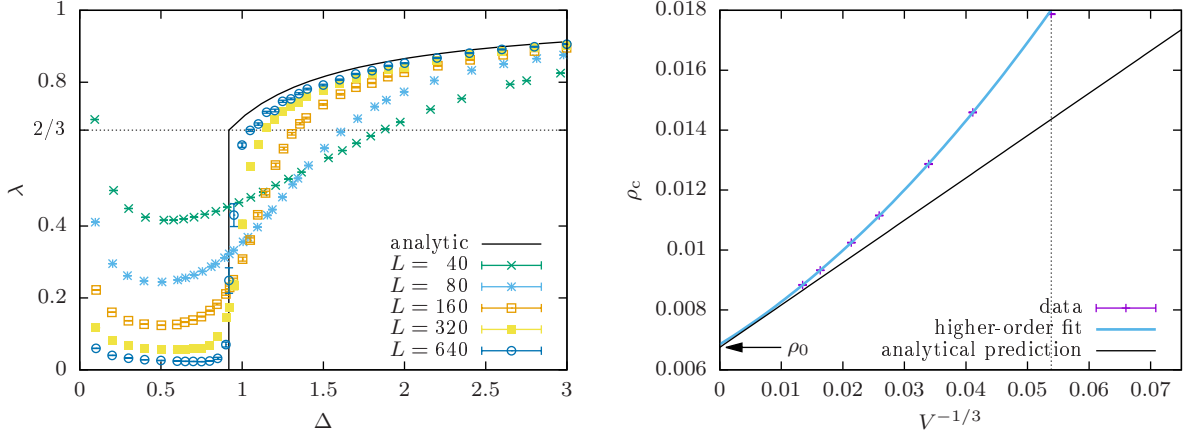 1
0.8
2/3
0.4
0.2
0
λ
0
0.5
1
1.5
2
2.5
3
Δ
analytic
L = 40
L = 80
L = 160
L = 320
L = 640
0.018
0.016
0.014
0.012
0.010
0.008
0.006
ρc
0
0.01
0.02
0.03
0.04
0.05
0.06
0.07
V^{-1/3}
data
higher-order fit
analytical prediction
ρ0